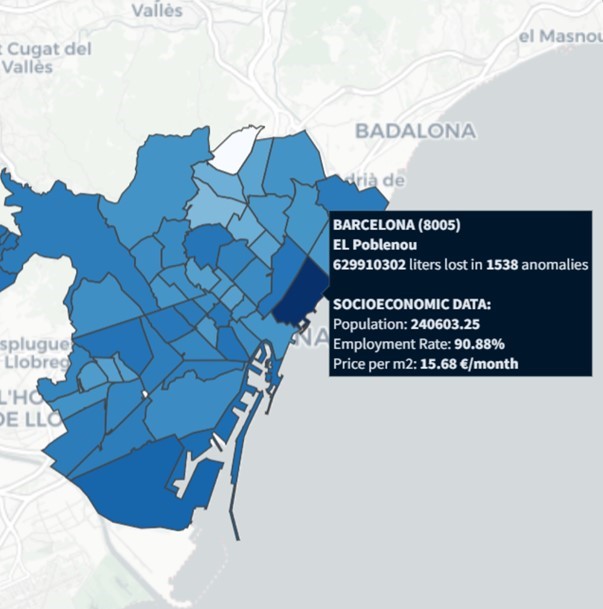 Vallès
el Masnou
Cugat del
Vallès
BADALONA
drià de
BARCELONA (8005)
EL Poblenou
629910302 liters lost in 1538 anomalies
SOCIOECONOMIC DATA:
Population: 240603.25
Employment Rate: 90.88%
Price per m2: 15.68 €/month
NA
splugue
Llobreg
L'HO
DE LLO